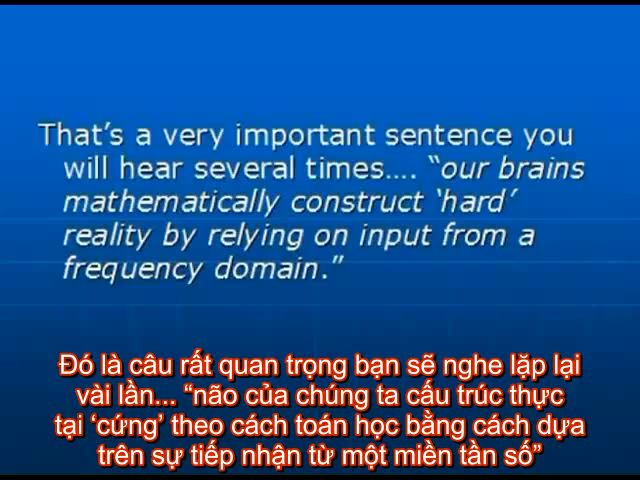 That's a very important sentence you
will hear several times.... “our brains
mathematically construct ‘hard’
reality by relying on input from a
frequency domain.”
Đó là câu rất quan trọng bạn sẽ nghe lặp lại
vài lần... “não của chúng ta cấu trúc thực
tại ‘cứng’ theo cách toán học bằng cách dựa
trên sự tiếp nhận từ một miền tần số”